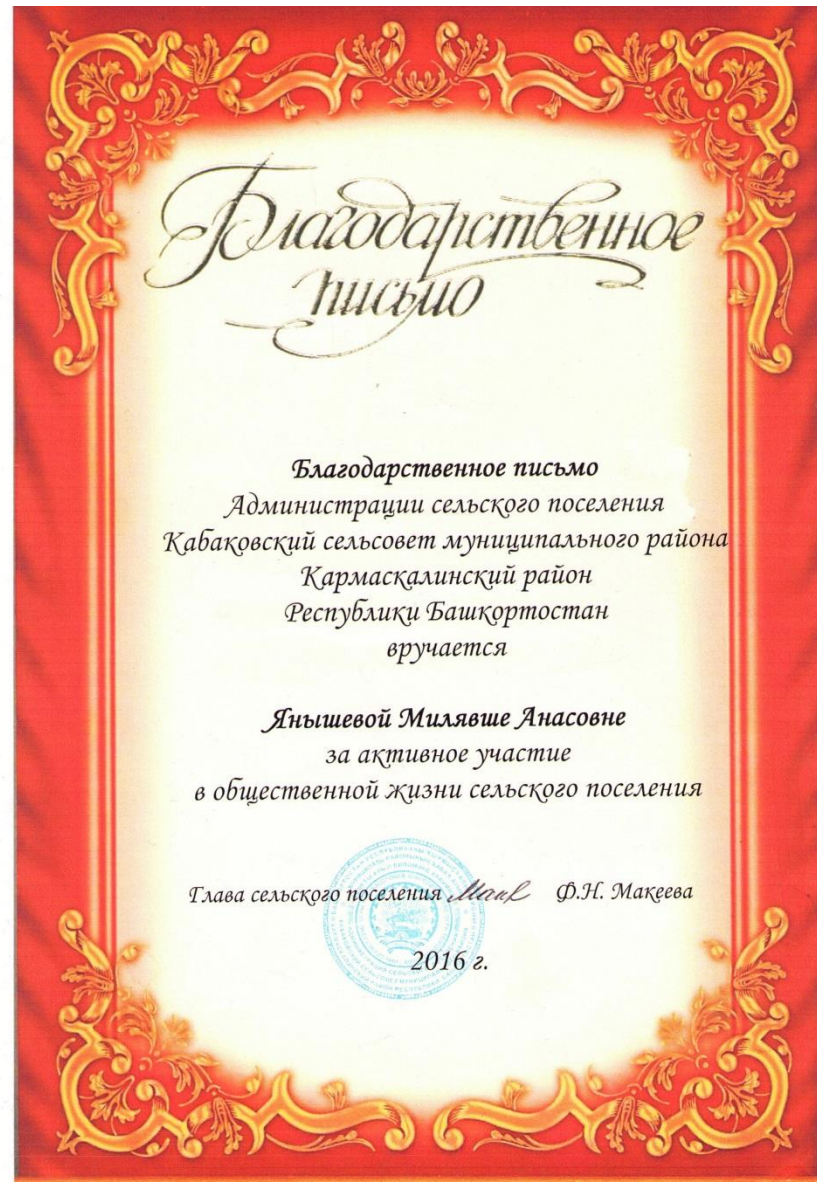 Благодарственное
письмо
Благодарственное письмо
Администрации сельского поселения
Кабаковский сельсовет муниципального района
Кармаскалинский район
Республики Башкортостан
вручается
Янышевой Милявше Анасовне
за активное участие
в общественной жизни сельского поселения
Глава сельского поселения Ф.Н. Макеева
2016 г.